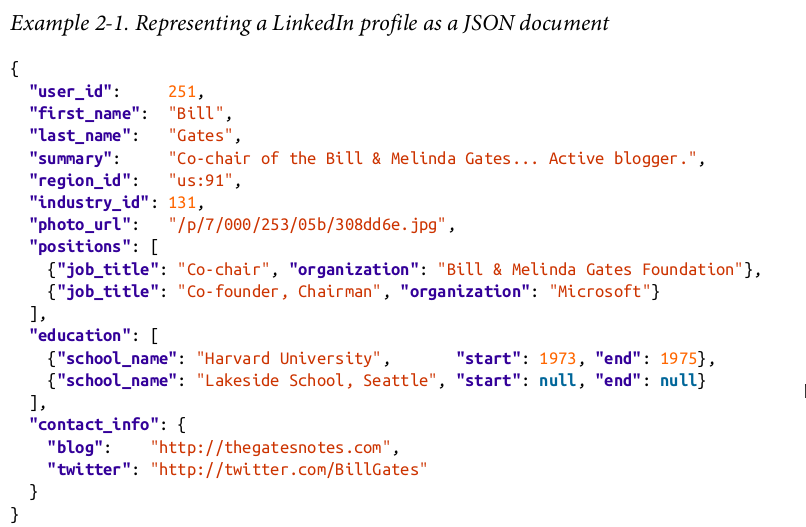 Example 2-1. Representing a LinkedIn profile as a JSON document
{
  "user_id":     251,
  "first_name":  "Bill",
  "last_name":   "Gates",
  "summary":     "Co-chair of the Bill & Melinda Gates... Active blogger.",
  "region_id":   "us:91",
  "industry_id": 131,
  "photo_url":   "/p/7/000/253/05b/308dd6e.jpg",
  "positions": [
    {"job_title": "Co-chair", "organization": "Bill & Melinda Gates Foundation"},
    {"job_title": "Co-founder, Chairman", "organization": "Microsoft"}
  ],
  "education": [
    {"school_name": "Harvard University",       "start": 1973, "end": 1975},
    {"school_name": "Lakeside School, Seattle", "start": null, "end": null}
  ],
  "contact_info": {
    "blog":    "http://thegatesnotes.com",
    "twitter": "http://twitter.com/BillGates"
  }
}